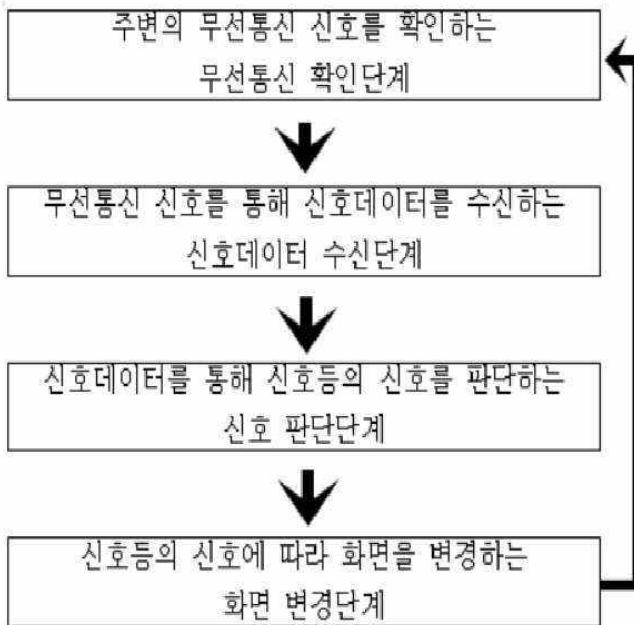 주변의 무선통신 신호를 확인하는
무선통신 확인단계
무선통신 신호를 통해 신호데이터를 수신하는
신호데이터 수신단계
신호데이터를 통해 신호등의 신호를 판단하는
신호 판단단계
신호등의 신호에 따라 화면을 변경하는
화면 변경단계